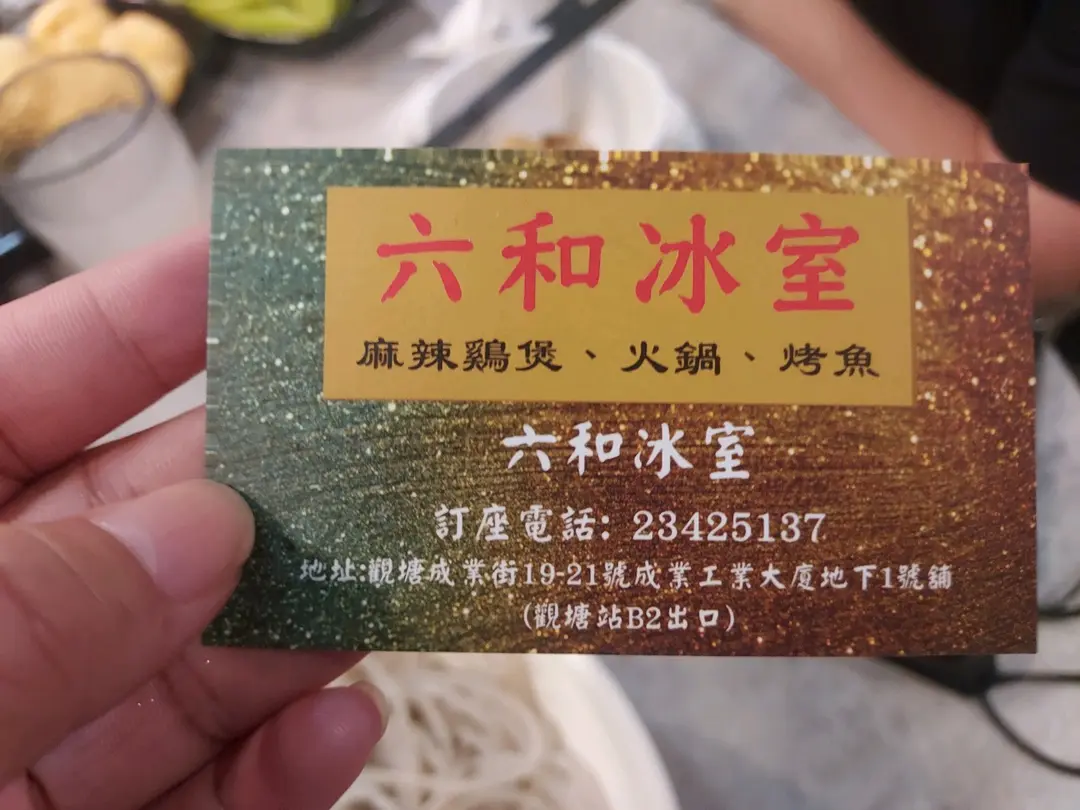 六和冰室
麻辣鷄煲、火鍋、烤魚
六和冰室
訂座電話: 23425137
地址:觀塘成業街19-21號成業工業大廈地下1號舖
(觀塘站B2出口)